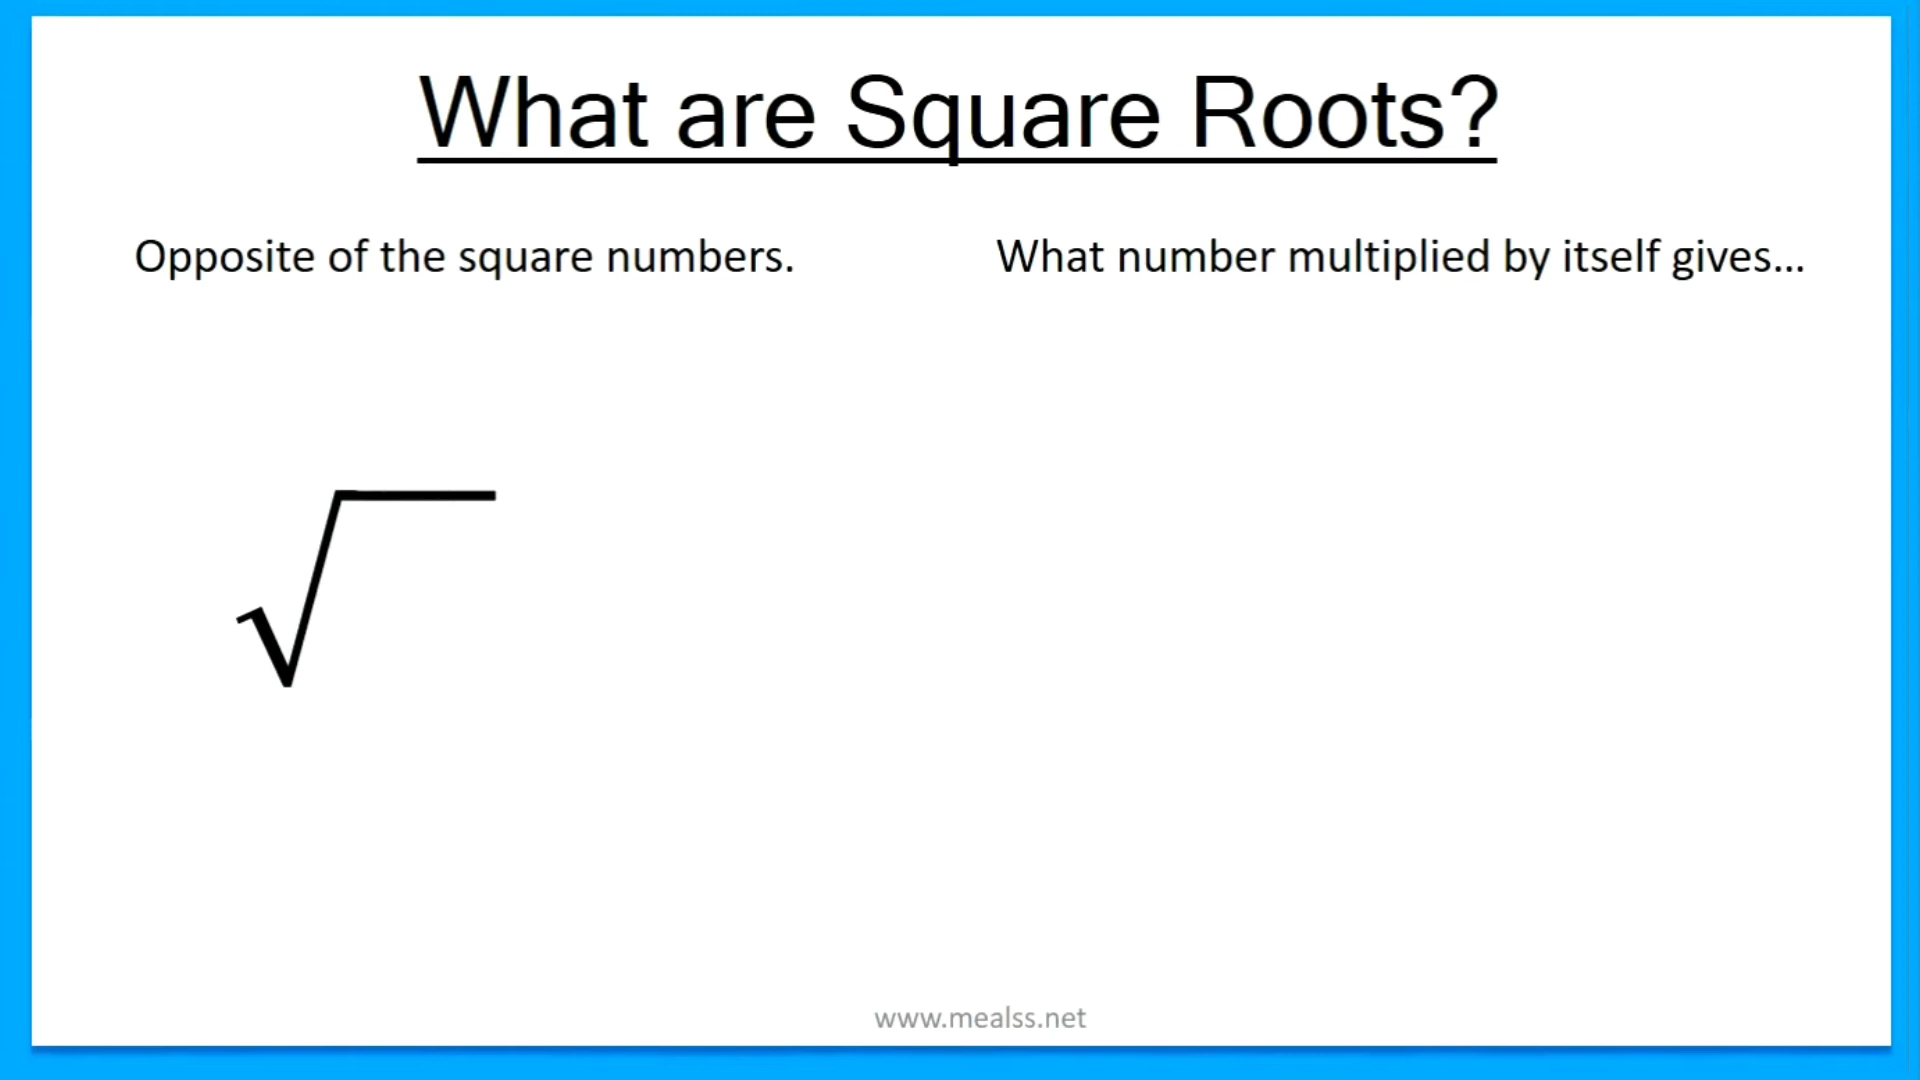 What are Square Roots?
Opposite of the square numbers.
What number multiplied by itself gives...
√
www.mealss.net